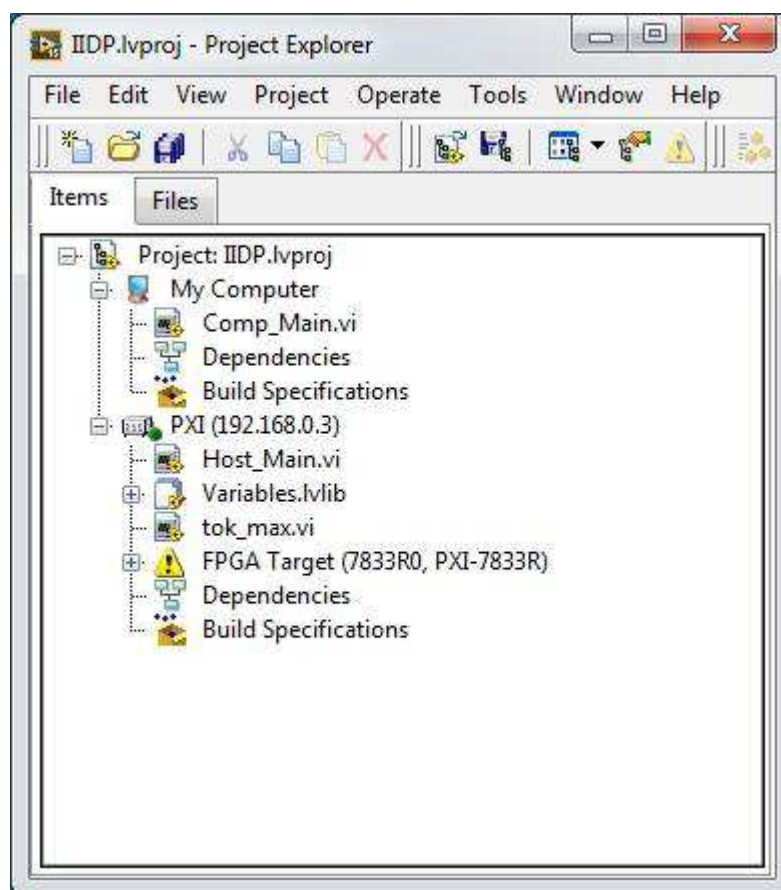 IIDP.lvproj - Project Explorer
File Edit View Project Operate Tools Window Help
Items Files
Project: IIDP.lvproj
My Computer
Comp_Main.vi
Dependencies
Build Specifications
PXI (192.168.0.3)
Host_Main.vi
Variables.lvlib
tok_max.vi
FPGA Target (7833R0, PXI-7833R)
Dependencies
Build Specifications